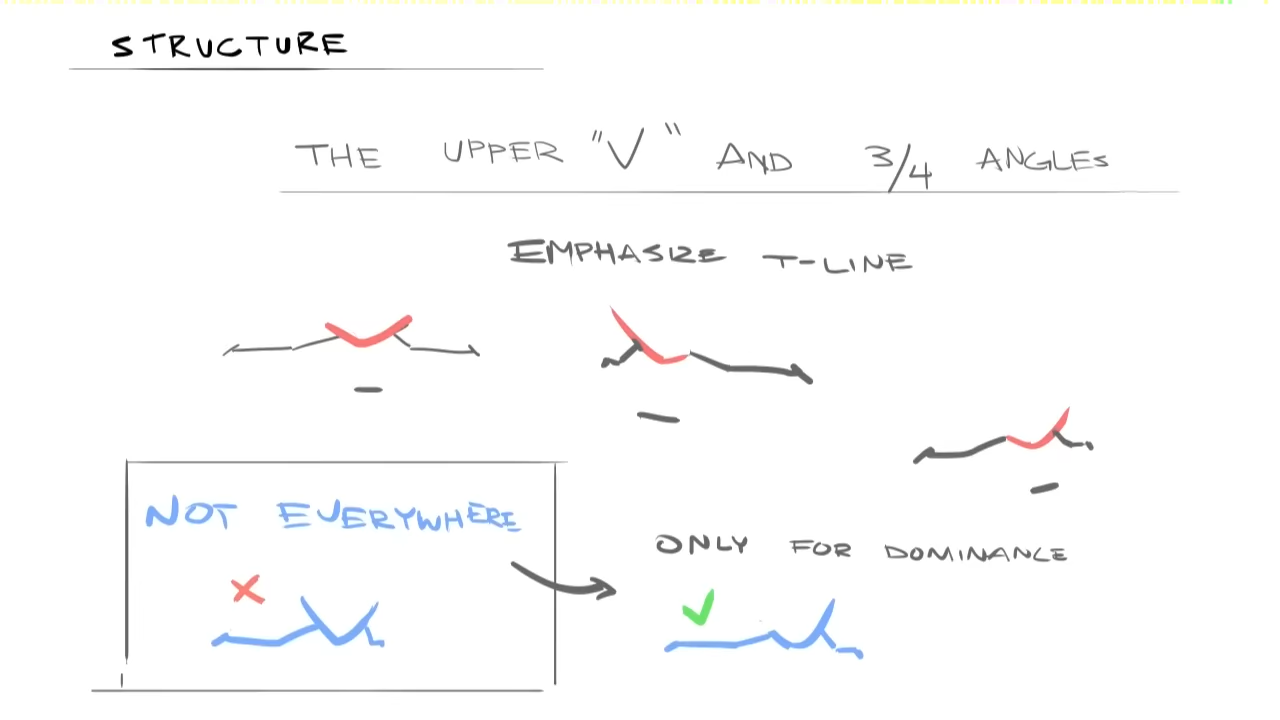 STRUCTURE
THE UPPER "V" AND 3/4 ANGLES
EMPHASIZE T-LINE
NOT EVERYWHERE
ONLY FOR DOMINANCE